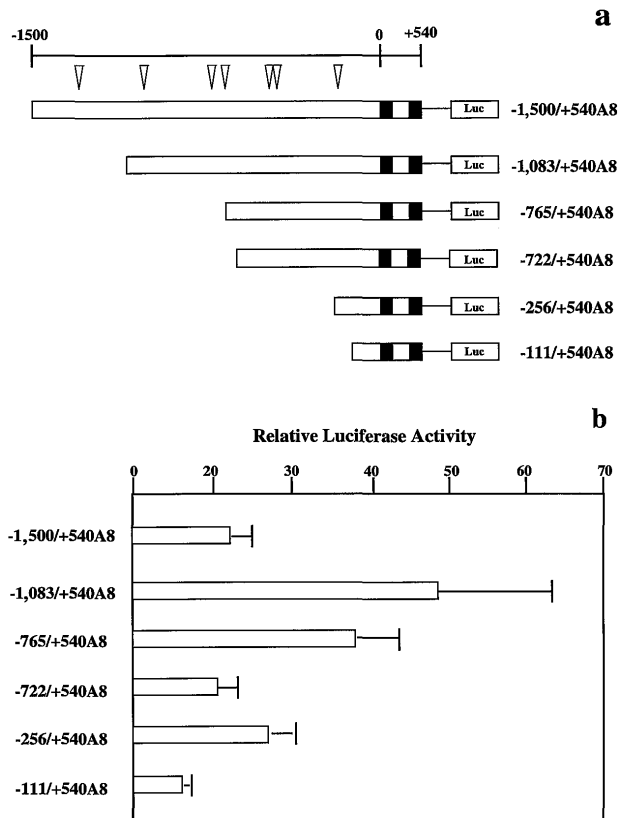 a
-1500 0 +540
Luc -1,500/+540A8
Luc -1,083/+540A8
Luc -765/+540A8
Luc -722/+540A8
Luc -256/+540A8
Luc -111/+540A8
b
Relative Luciferase Activity
0 20 30 40 50 60 70
-1,500/+540A8
-1,083/+540A8
-765/+540A8
-722/+540A8
-256/+540A8
-111/+540A8